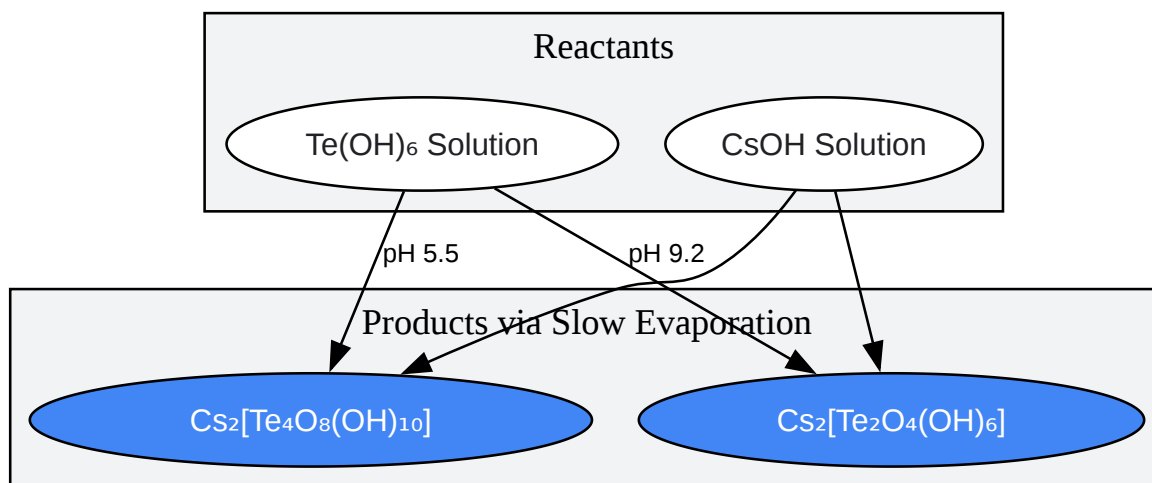 Reactants
Te(OH)₆ Solution
CsOH Solution
pH 5.5
pH 9.2
Products via Slow Evaporation
Cs₂[Te₄O₈(OH)₁₀]
Cs₂[Te₂O₄(OH)₆]